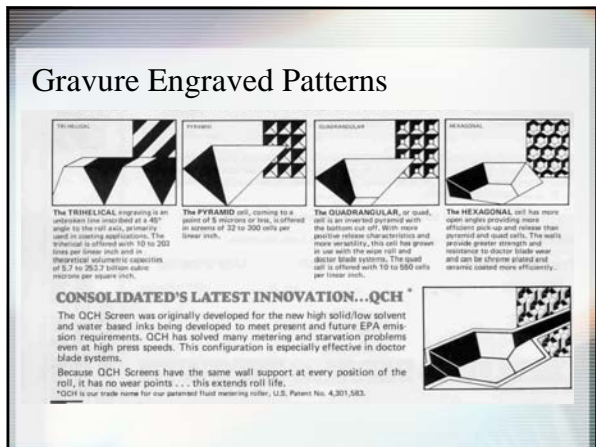 Gravure Engraved Patterns
TRI HELICAL
PYRAMID
QUADRANGULAR
HEXAGONAL
The TRIHELICAL engraving is an
unbroken line inscribed at a 45°
angle to the roll axis, primarily
used in coating applications. The
trihelical is offered with 10 to 203
lines per linear inch and in
theoretical volumetric capacities
of 5.7 to 253.7 billion cubic
microns per square inch.
The PYRAMID cell, coming to a
point of 5 microns or less, is offered
in screens of 32 to 300 cells per
linear inch.
The QUADRANGULAR, or quad,
cell is an inverted pyramid with
the bottom cut off. With more
positive release characteristics and
more versatility, this cell has grown
in use with the wipe roll and
doctor blade systems. The quad
cell is offered in 10 to 550 cells
per linear inch.
The HEXAGONAL cell has more
open angles providing more
efficient pick-up and release than
pyramid and quad cells. The walls
provide greater strength and
resistance to doctor blade wear
and can be chrome plated and
ceramic coated more efficiently.
CONSOLIDATED'S LATEST INNOVATION...QCH*
The QCH Screen was originally developed for the new high solid/low solvent
and water based inks being developed to meet present and future EPA emis-
sion requirements. QCH has solved many metering and starvation problems
even at high press speeds. This configuration is especially effective in doctor
blade systems.
Because QCH Screens have the same wall support at every position of the
roll, it has no wear points . . . this extends roll life.
*QCH is our trade name for our patented fluid metering roller, U.S. Patent No. 4,301,583.